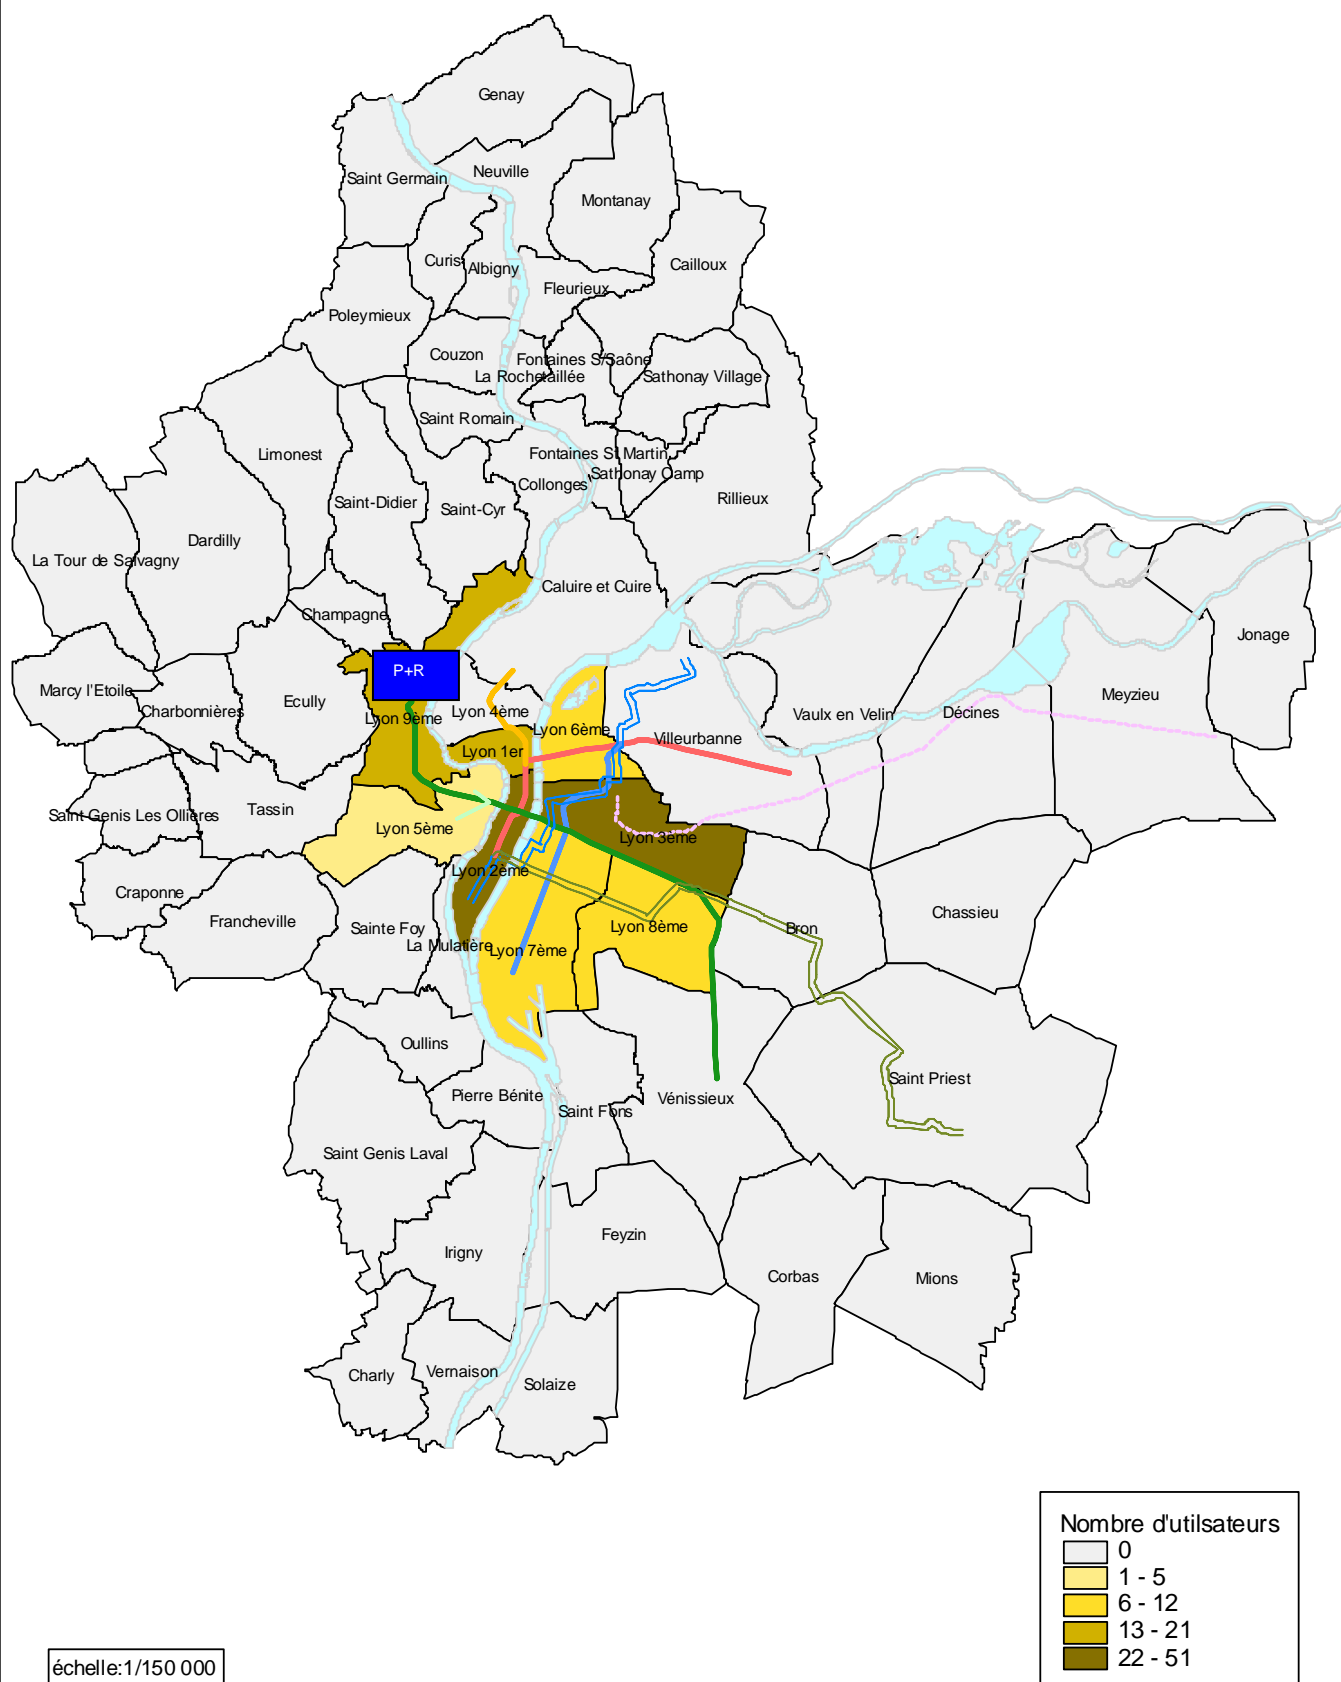 Genay
Neuville
Saint Germain
Montanay
Curis
Albigny
Cailloux
Fleurieux
Poleymieux
Couzon
Fontaines S/Saône
La Rochetaillée
Sathonay Village
Saint Romain
Limonest
Fontaines St Martin
Sathonay Camp
Collonges
Rillieux
Saint-Didier
Saint-Cyr
Dardilly
La Tour de Salvagny
Caluire et Cuire
Champagne
Jonage
P+R
Marcy l'Etoile
Charbonnières
Ecully
Lyon 9ème
Lyon 4ème
Lyon 6ème
Villeurbanne
Vaulx en Velin
Décines
Meyzieu
Lyon 1er
Saint Genis Les Ollières
Tassin
Lyon 5ème
Lyon 3ème
Lyon 2ème
Craponne
Francheville
Sainte Foy
La Mulatière
Lyon 7ème
Lyon 8ème
Bron
Chassieu
Oullins
Pierre Bénite
Saint Fons
Vénissieux
Saint Priest
Saint Genis Laval
Irigny
Feyzin
Corbas
Mions
Charly
Vernaison
Solaize
Nombre d'utilsateurs
0
1 - 5
6 - 12
13 - 21
22 - 51
échelle:1/150 000